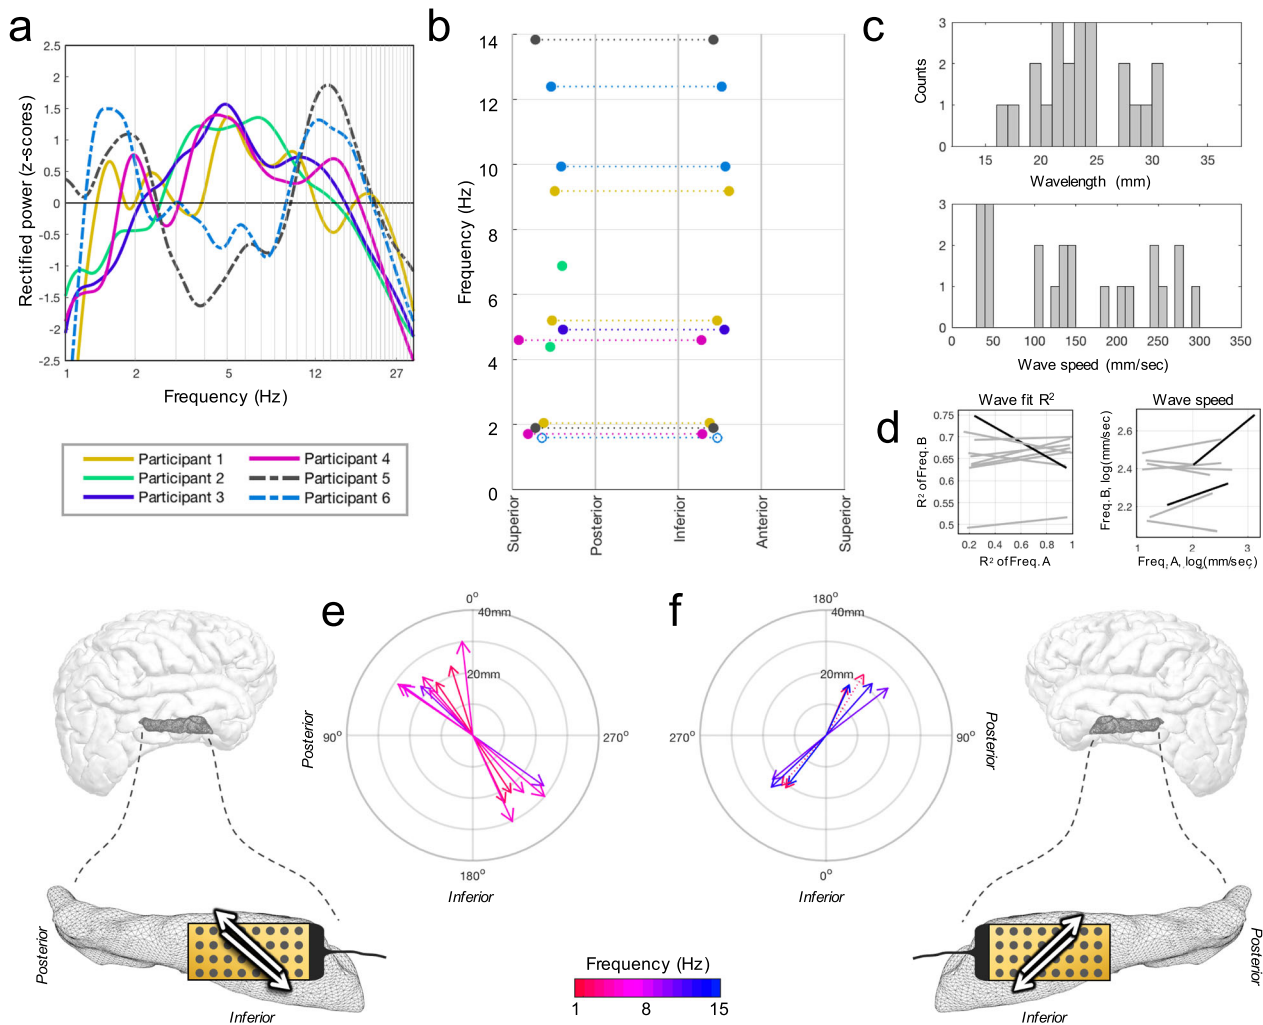 a
Rectified power (z-scores)
2.5
2
1.5
1
0.5
0
-0.5
-1
-1.5
-2
-2.5
1
2
5
12
27
Frequency (Hz)
Participant 1
Participant 2
Participant 3
Participant 4
Participant 5
Participant 6
b
Frequency (Hz)
14
12
10
8
6
4
2
0
Superior
Posterior
Inferior
Anterior
Superior
c
Counts
3
2
1
0
15
20
25
30
35
Wavelength (mm)
3
2
1
0
0
50
100
150
200
250
300
350
Wave speed (mm/sec)
d
Wave fit R²
R² of Freq. B
0.75
0.7
0.65
0.6
0.55
0.5
0.2
0.4
0.6
0.8
1
R² of Freq. A
Wave speed
Freq. B, log(mm/sec)
2.6
2.4
2.2
1
2
3
Freq. A, log(mm/sec)
e
0°
40mm
20mm
90°
270°
180°
Posterior
Inferior
f
180°
40mm
20mm
270°
90°
0°
Posterior
Inferior
Posterior
Inferior
Frequency (Hz)
1
8
15
Posterior
Inferior